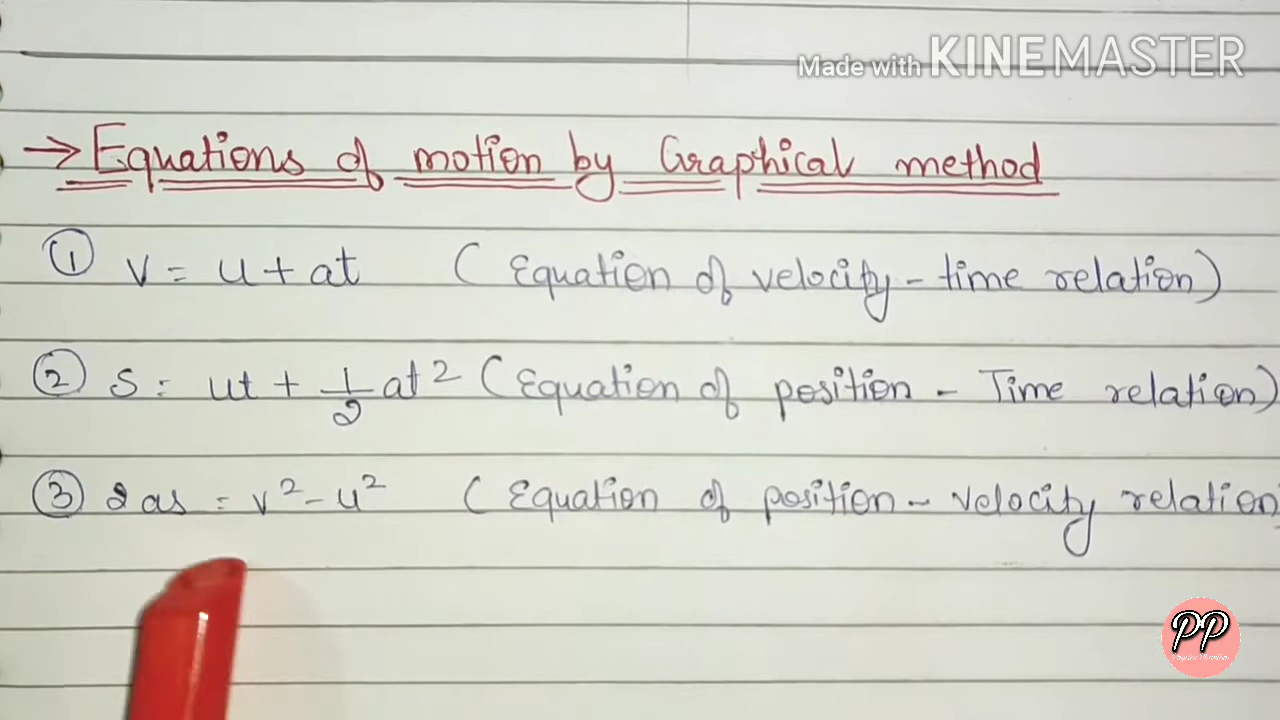 Made with KINEMASTER
→ Equations of motion by Graphical method
① v = u + at ( Equation of velocity - time relation )
② s = ut + 1/2 at² ( Equation of position - Time relation )
③ 2as = v² - u² ( Equation of position - velocity relation
PP